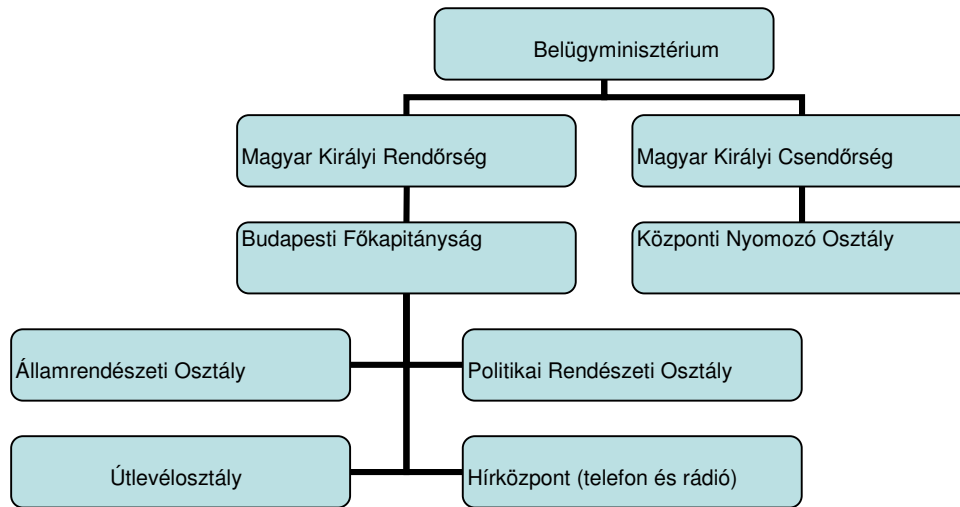 Belügyminisztérium
Magyar Királyi Rendőrség
Magyar Királyi Csendőrség
Budapesti Főkapitányság
Központi Nyomozó Osztály
Államrendészeti Osztály
Politikai Rendészeti Osztály
Útlevélosztály
Hírközpont (telefon és rádió)